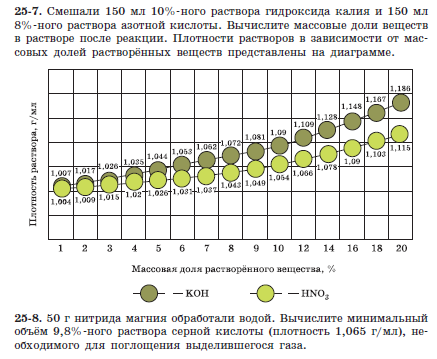 25-7. Смешали 150 мл 10%-ного раствора гидроксида калия и 150 мл
8%-ного раствора азотной кислоты. Вычислите массовые доли веществ
в растворе после реакции. Плотности растворов в зависимости от мас-
совых долей растворённых веществ представлены на диаграмме.
Плотность раствора, г/мл
1,007 1,017 1,026 1,035 1,044 1,053 1,062 1,072 1,081 1,09 1,109 1,128 1,148 1,167 1,186
1,004 1,009 1,015 1,02 1,026 1,031 1,037 1,043 1,049 1,054 1,066 1,078 1,09 1,103 1,115
1 2 3 4 5 6 7 8 9 10 12 14 16 18 20
Массовая доля растворённого вещества, %
— KOH — HNO₃
25-8. 50 г нитрида магния обработали водой. Вычислите минимальный
объём 9,8%-ного раствора серной кислоты (плотность 1,065 г/мл), не-
обходимого для поглощения выделившегося газа.